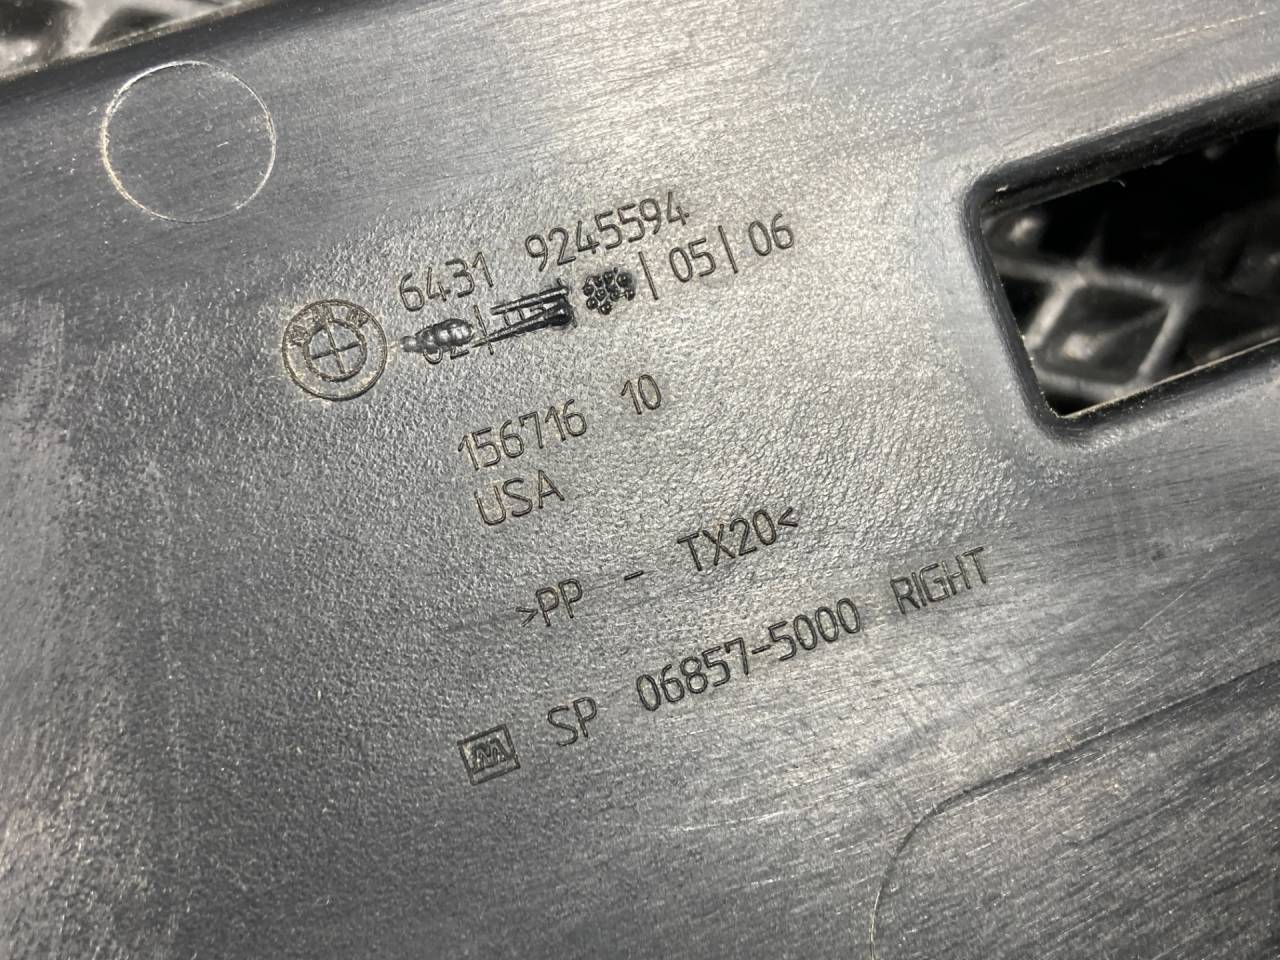 6431 9245594
| 05 | 06
156716 10
USA
>PP - TX20<
SP 06857-5000 RIGHT